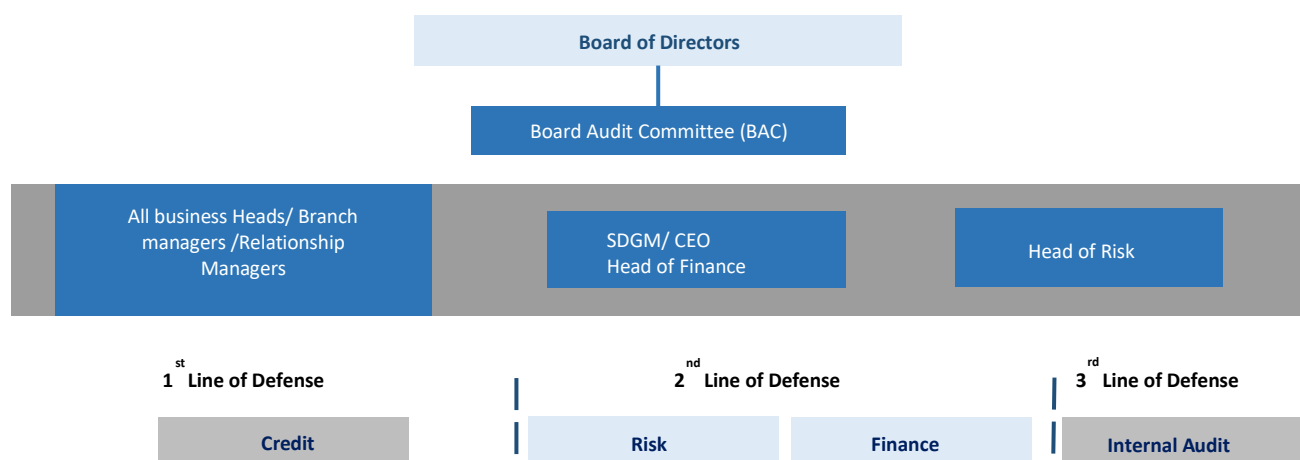 Board of Directors
Board Audit Committee (BAC)
All business Heads/ Branch
managers /Relationship
Managers
SDGM/ CEO
Head of Finance
Head of Risk
1st Line of Defense
2nd Line of Defense
3rd Line of Defense
Credit
Risk
Finance
Internal Audit